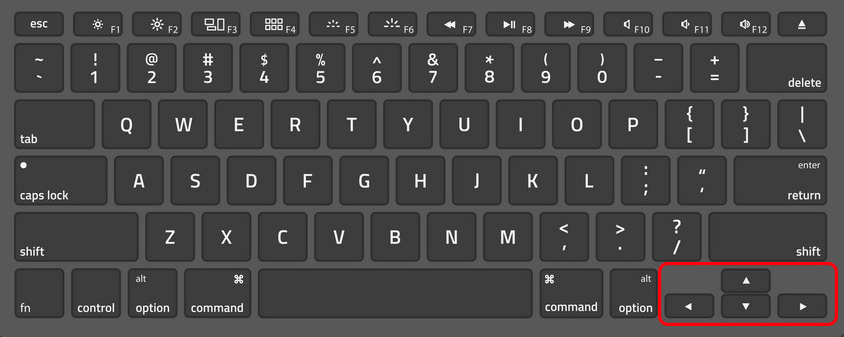 esc F1 F2 F3 F4 F5 F6 F7 F8 F9 F10 F11 F12
~ ! @ # $ % ^ & * ( ) – +
` 1 2 3 4 5 6 7 8 9 0 - = delete
tab Q W E R T Y U I O P { } |
[ ] \
caps lock A S D F G H J K L : “ enter
; ‘ return
shift Z X C V B N M < > ? shift
, . /
alt ⌘ ⌘ alt
fn control option command command option